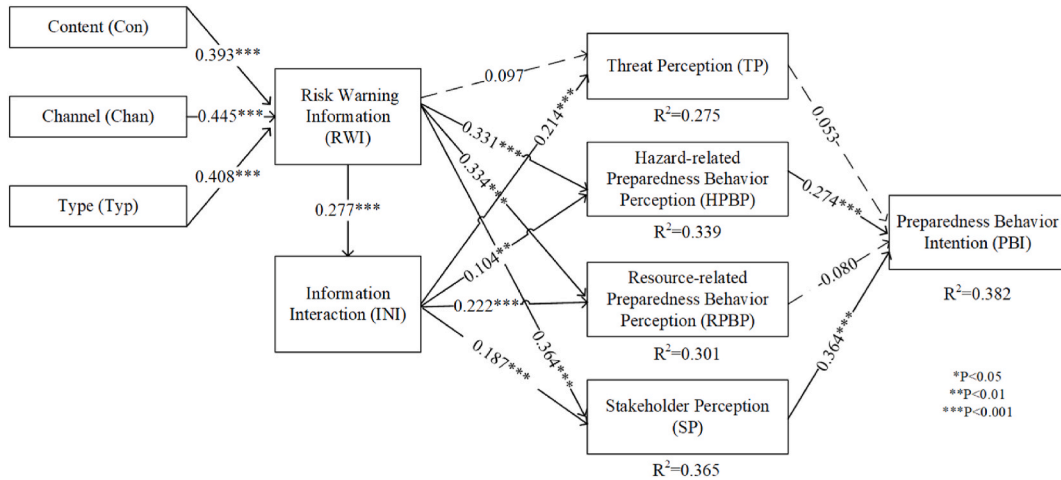 Content (Con)
0.393***
Channel (Chan)
0.445***
Type (Typ)
0.408***
Risk Warning
Information
(RWI)
0.277***
Information
Interaction (INI)
0.097
0.214***
0.331***
0.334***
0.104**
0.222***
0.364***
0.187***
Threat Perception (TP)
R²=0.275
Hazard-related
Preparedness Behavior
Perception (HPBP)
R²=0.339
Resource-related
Preparedness Behavior
Perception (RPBP)
R²=0.301
Stakeholder Perception
(SP)
R²=0.365
0.053
0.274***
-0.080
0.364***
Preparedness Behavior
Intention (PBI)
R²=0.382
*P<0.05
**P<0.01
***P<0.001